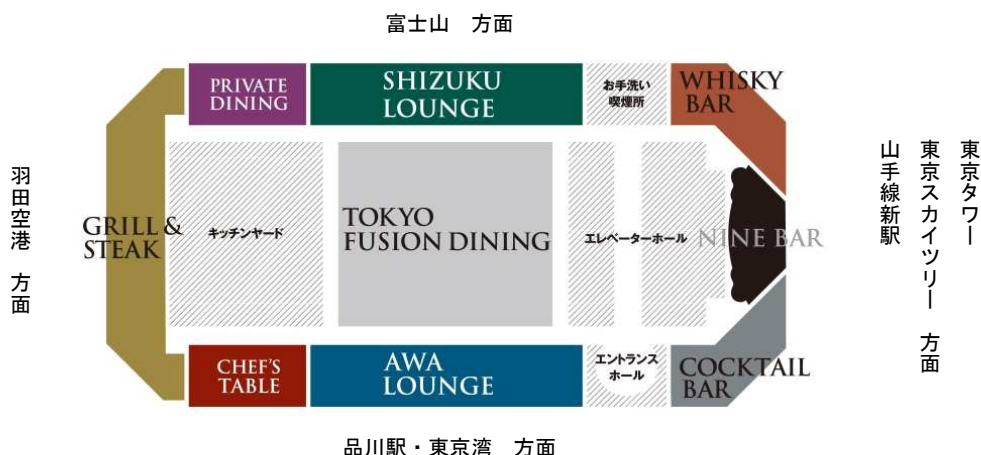 富士山 方面
PRIVATE
DINING
SHIZUKU
LOUNGE
お手洗い
喫煙所
WHISKY
BAR
羽田空港 方面
GRILL &
STEAK
キッチンヤード
TOKYO
FUSION DINING
エレベーターホール
NINE BAR
東京タワー
東京スカイツリー 方面
山手線新駅
CHEF'S
TABLE
AWA
LOUNGE
エントランス
ホール
COCKTAIL
BAR
品川駅・東京湾 方面